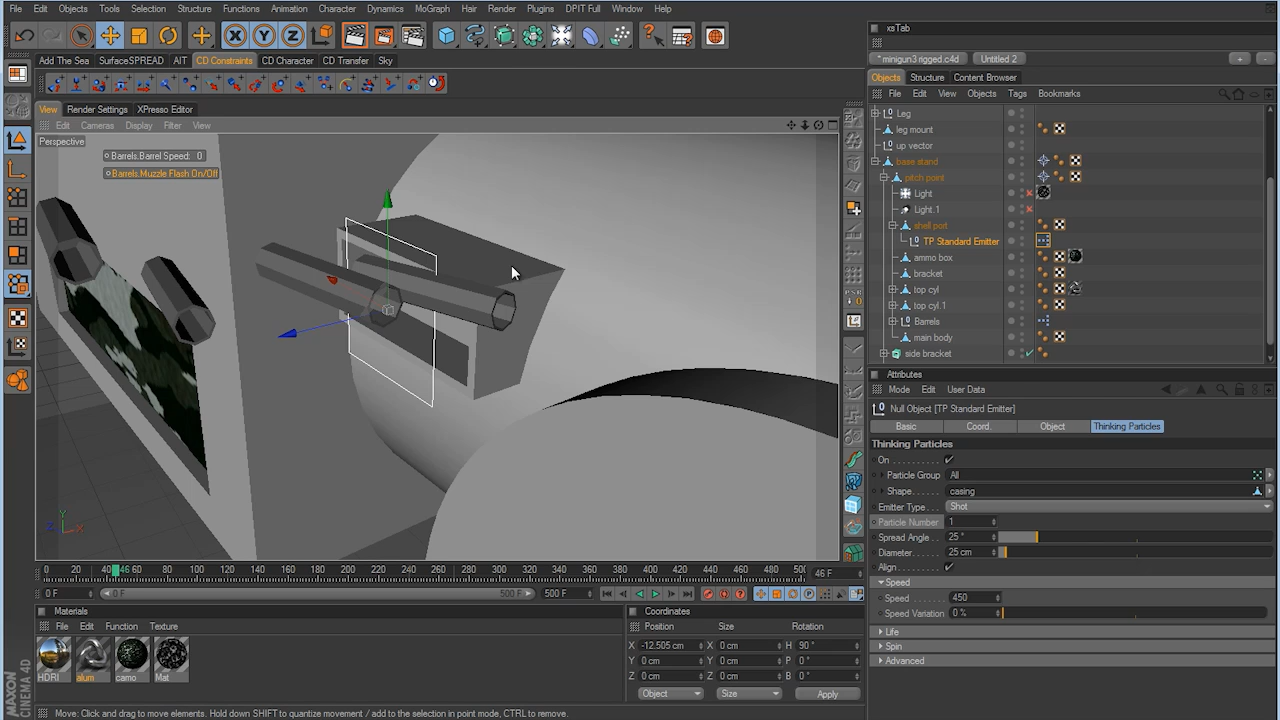 File Edit Objects Tools Selection Structure Functions Animation Character Dynamics MoGraph Hair Render Plugins DPIT Full Window Help
xsTab
* minigun3 rigged.c4d Untitled 2 + -
Add The Sea SurfaceSPREAD AIT CD Constraints CD Character CD Transfer Sky
Objects Structure Content Browser
File Edit View Objects Tags Bookmarks
View Render Settings XPresso Editor
Edit Cameras Display Filter View
Perspective
Barrels.Barrel Speed: 0
Barrels.Muzzle Flash On/Off
Leg
leg mount
up vector
base stand
pitch point
Light
Light.1
shell port
TP Standard Emitter
ammo box
bracket
top cyl
top cyl.1
Barrels
main body
side bracket
Attributes
Mode Edit User Data
Null Object [TP Standard Emitter]
Basic Coord. Object Thinking Particles
Thinking Particles
On
Particle Group All
Shape casing
Emitter Type Shot
Particle Number 1
Spread Angle 25 °
Diameter 25 cm
Align
Speed
Speed 450
Speed Variation 0 %
Life
Spin
Advanced
Y
Z X
0 20 40 46 60 80 100 120 140 160 180 200 220 240 260 280 300 320 340 360 380 400 420 440 460 480 500 46 F
0 F 0 F 500 F 500 F
Materials
File Edit Function Texture
HDRI alum camo Mat
Coordinates
Position Size Rotation
X -12.505 cm X 0 cm H 90 °
Y 0 cm Y 0 cm P 0 °
Z 0 cm Z 0 cm B 0 °
Object Size Apply
MAXON CINEMA 4D
Move: Click and drag to move elements. Hold down SHIFT to quantize movement / add to the selection in point mode, CTRL to remove.